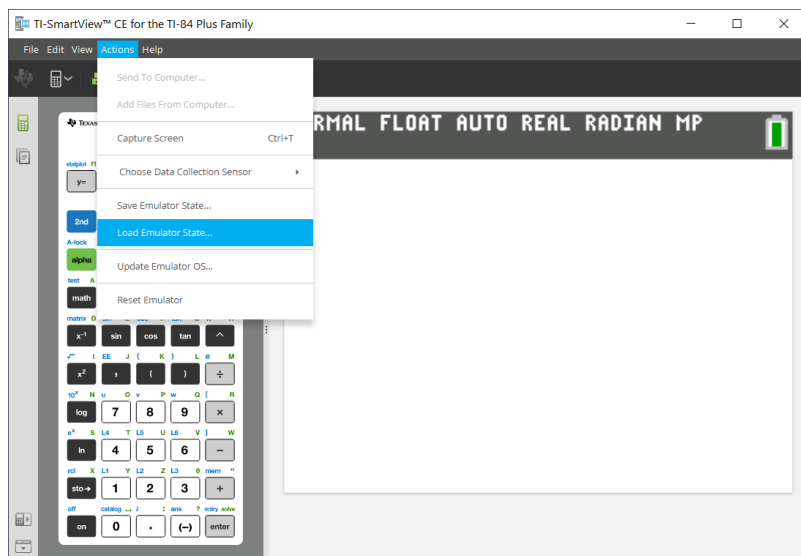 TI-SmartView™ CE for the TI-84 Plus Family
File Edit View Actions Help
Send To Computer...
Add Files From Computer...
Capture Screen Ctrl+T
Choose Data Collection Sensor
Save Emulator State...
Load Emulator State...
Update Emulator OS...
Reset Emulator
RMAL FLOAT AUTO REAL RADIAN MP
TEXAS
statplot f1
y=
2nd
A-lock
alpha
test A
math
matrix D
x⁻¹ sin cos tan ^
√ I EE J { K } L e M
x² , ( ) ÷
10ˣ N u O v P w Q [ R
log 7 8 9 ×
eˣ S L4 T L5 U L6 V ] W
ln 4 5 6 −
rcl X L1 Y L2 Z L3 θ mem "
sto→ 1 2 3 +
off catalog ⎵ i : ans ? entry solve
on 0 . (−) enter